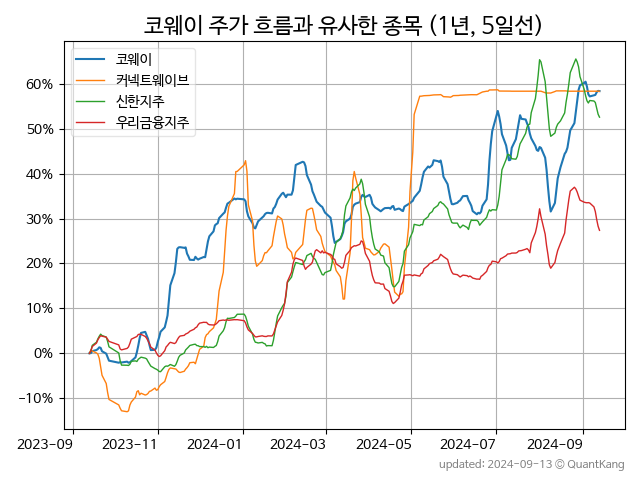 코웨이 주가 흐름과 유사한 종목 (1년, 5일선)
코웨이
커넥트웨이브
신한지주
우리금융지주
60%
50%
40%
30%
20%
10%
0%
−10%
2023-09
2023-11
2024-01
2024-03
2024-05
2024-07
2024-09
updated: 2024-09-13 © QuantKang